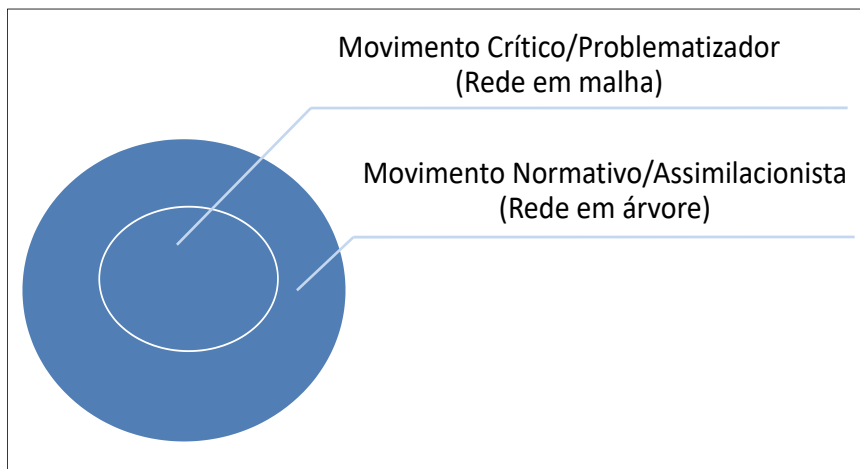 Movimento Crítico/Problematizador
(Rede em malha)
Movimento Normativo/Assimilacionista
(Rede em árvore)